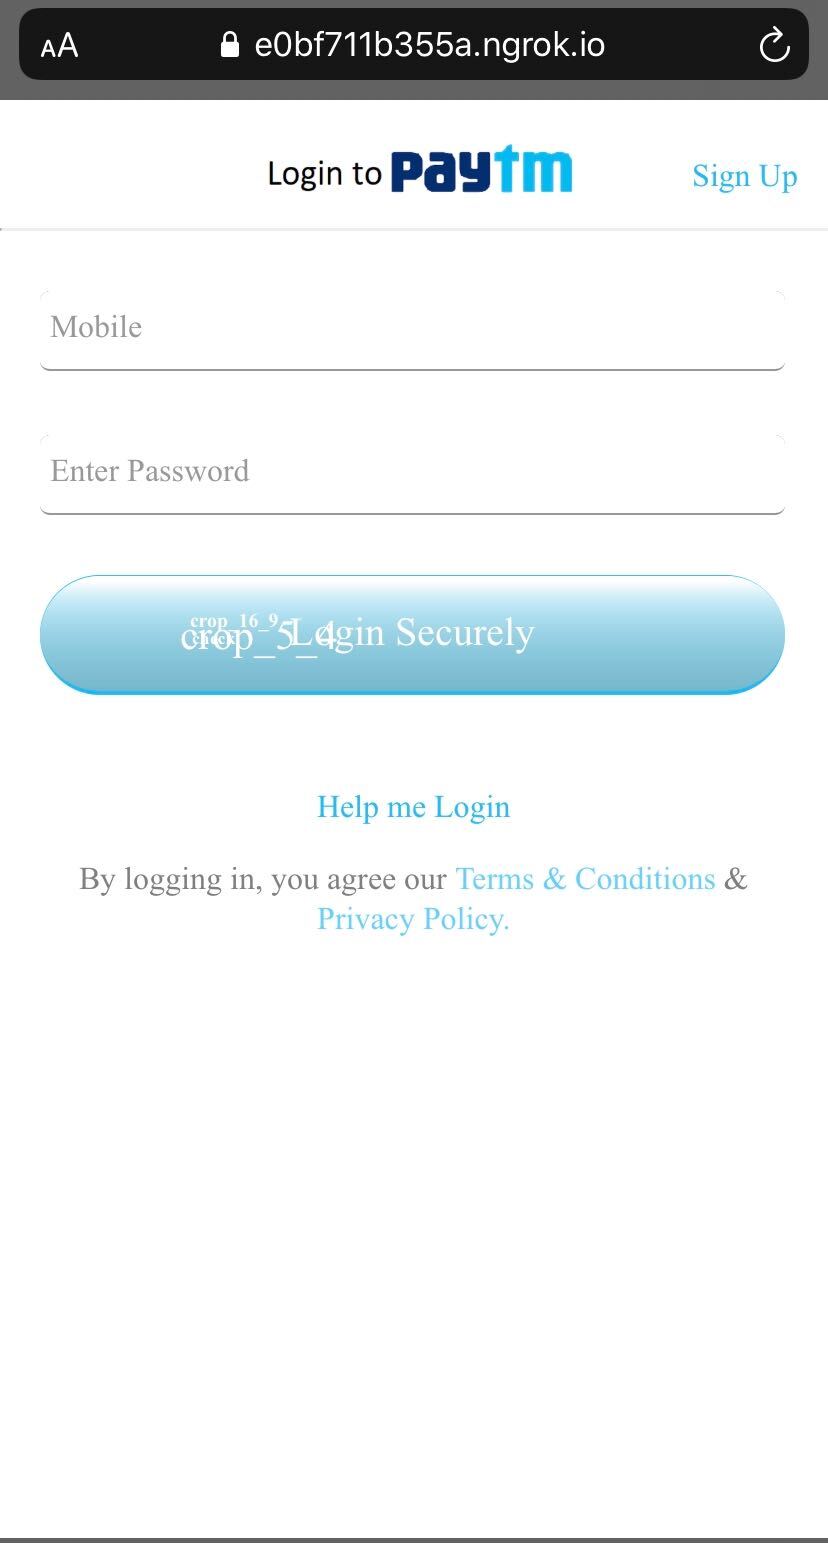 AA e0bf711b355a.ngrok.io
Login to paytm Sign Up
Mobile
Enter Password
crop_16_9
check
crop_5_4 Login Securely
Help me Login
By logging in, you agree our Terms & Conditions &
Privacy Policy.